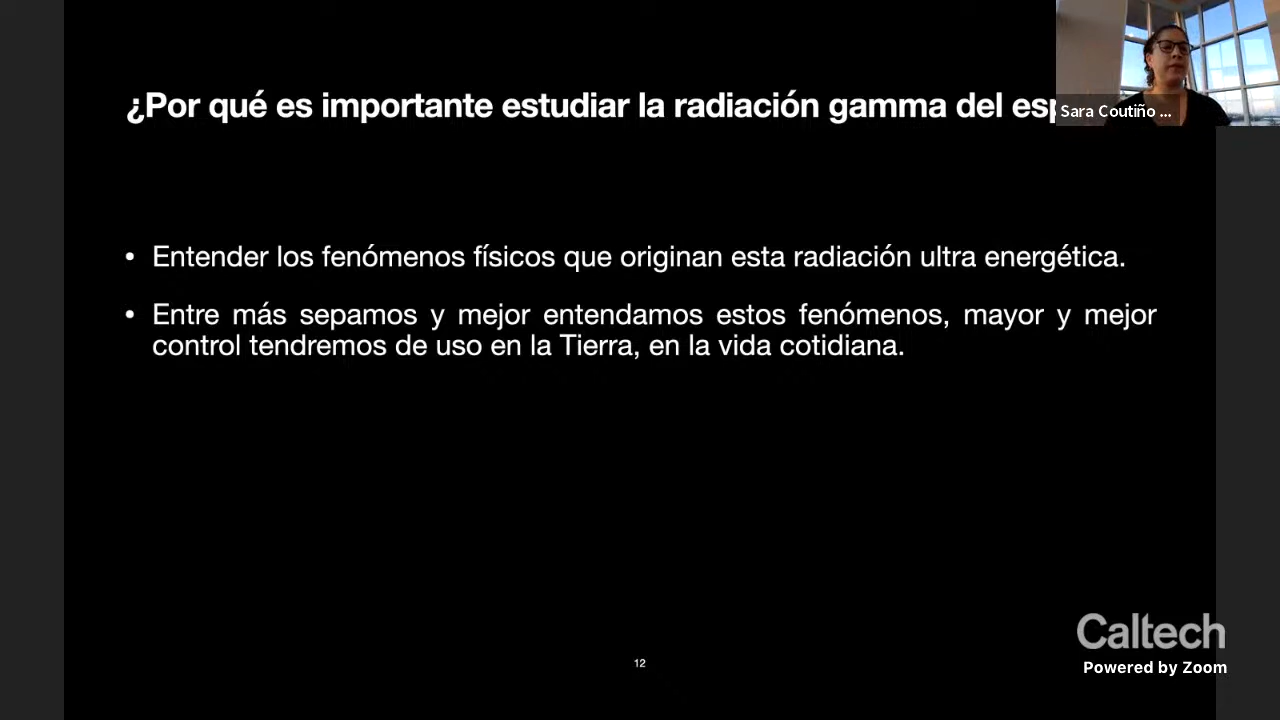 ¿Por qué es importante estudiar la radiación gamma del
Sara Coutiño ...
• Entender los fenómenos físicos que originan esta radiación ultra energética.
• Entre más sepamos y mejor entendamos estos fenómenos, mayor y mejor
control tendremos de uso en la Tierra, en la vida cotidiana.
Caltech
Powered by Zoom
12